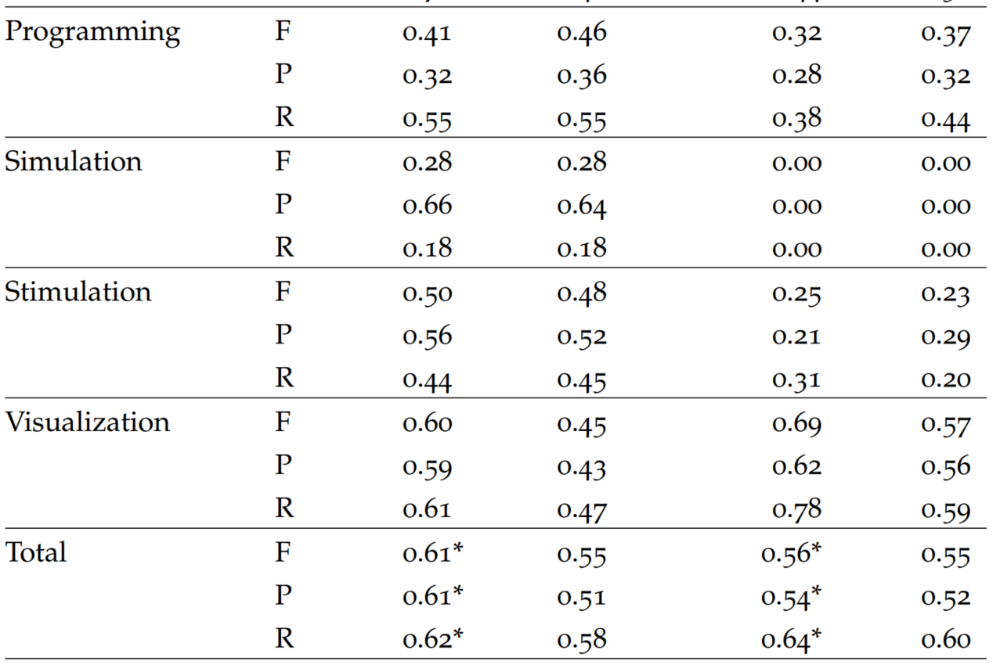 Programming F 0.41 0.46 0.32 0.37
P 0.32 0.36 0.28 0.32
R 0.55 0.55 0.38 0.44
Simulation F 0.28 0.28 0.00 0.00
P 0.66 0.64 0.00 0.00
R 0.18 0.18 0.00 0.00
Stimulation F 0.50 0.48 0.25 0.23
P 0.56 0.52 0.21 0.29
R 0.44 0.45 0.31 0.20
Visualization F 0.60 0.45 0.69 0.57
P 0.59 0.43 0.62 0.56
R 0.61 0.47 0.78 0.59
Total F 0.61* 0.55 0.56* 0.55
P 0.61* 0.51 0.54* 0.52
R 0.62* 0.58 0.64* 0.60